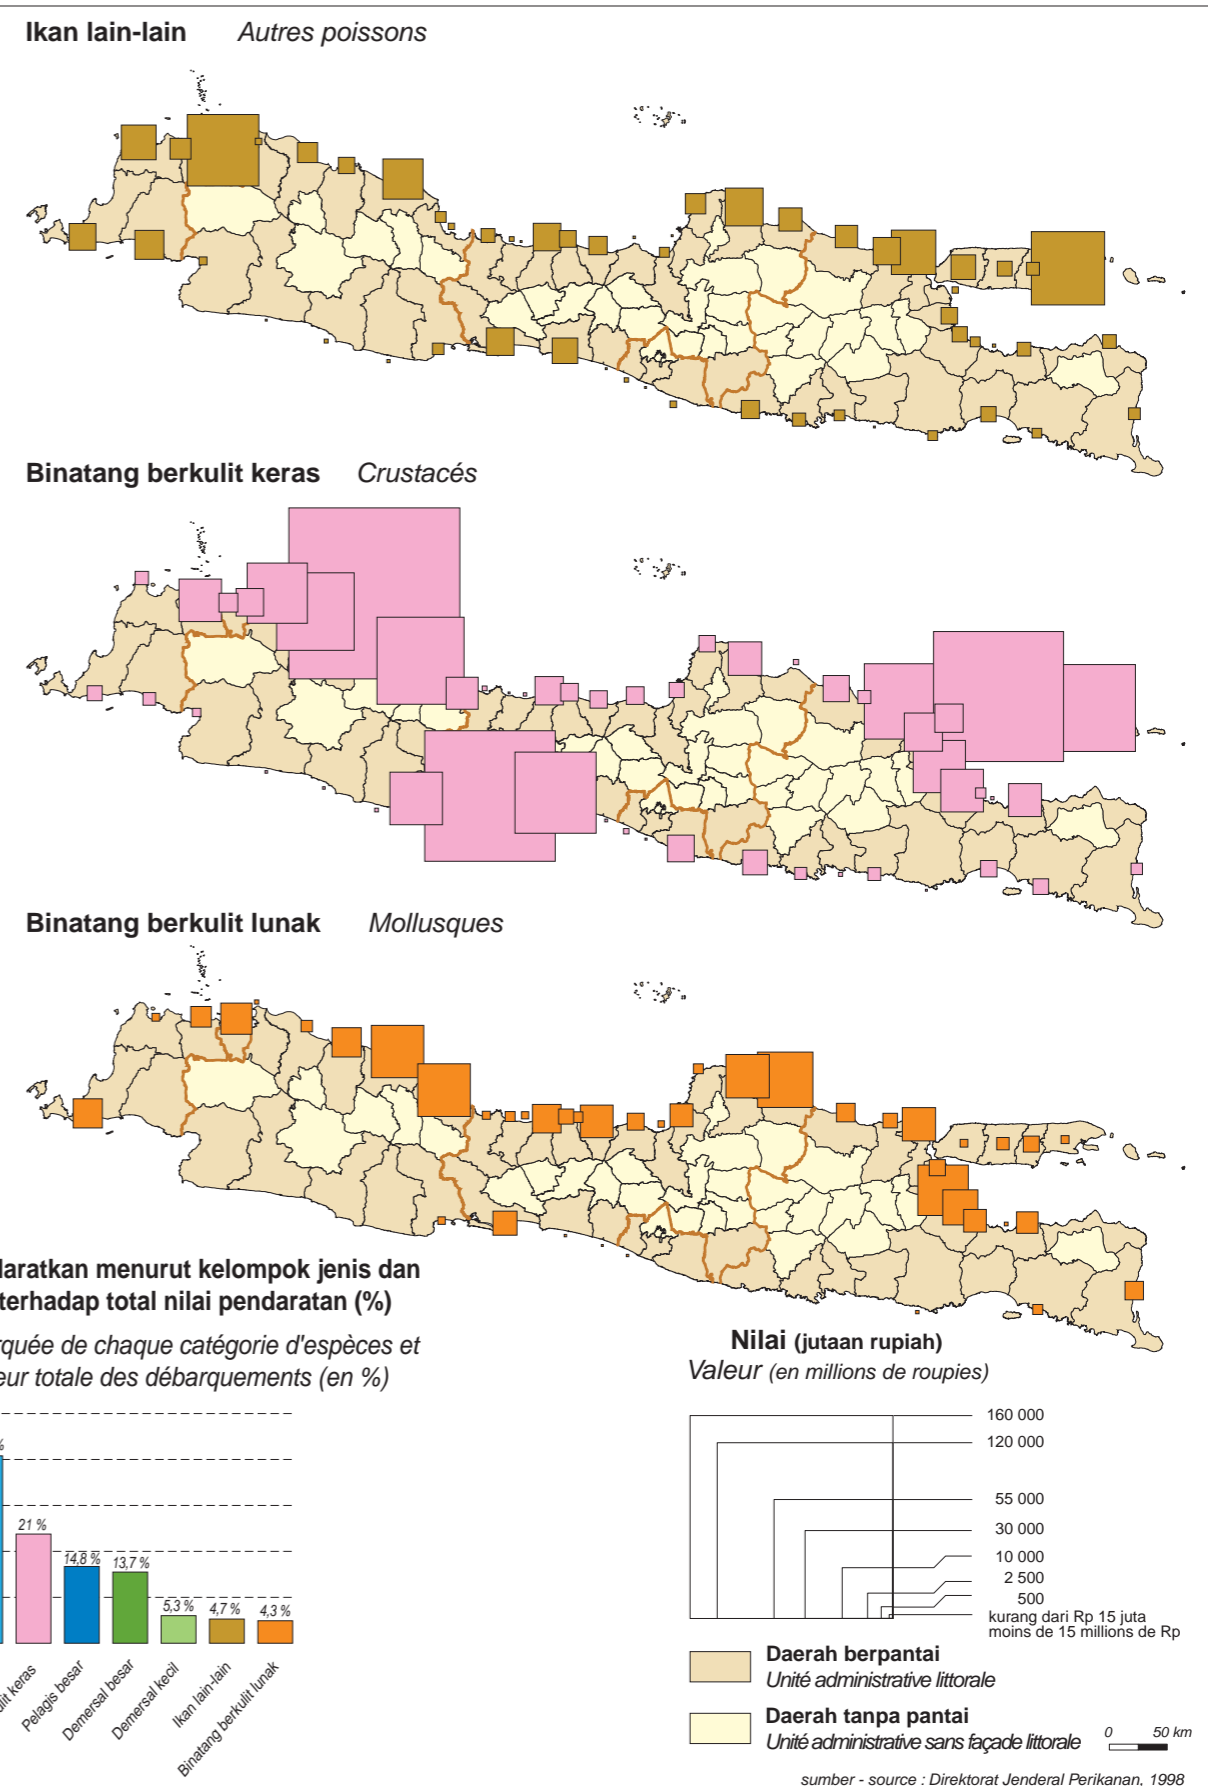 Ikan lain-lain Autres poissons
Binatang berkulit keras Crustacés
Binatang berkulit lunak Mollusques
menurut kelompok jenis dan
terhadap total nilai pendaratan (%)
de chaque catégorie d'espèces et
totale des débarquements (en %)
%
21 %
14,8 %
13,7 %
5,3 %
4,7 %
4,3 %
keras
Pelagis besar
Demersal besar
Demersal kecil
Ikan lain-lain
Binatang berkulit lunak
Nilai (jutaan rupiah)
Valeur (en millions de roupies)
160 000
120 000
55 000
30 000
10 000
2 500
500
kurang dari Rp 15 juta
moins de 15 millions de Rp
Daerah berpantai
Unité administrative littorale
Daerah tanpa pantai
Unité administrative sans façade littorale
0 50 km
sumber - source : Direktorat Jenderal Perikanan, 1998